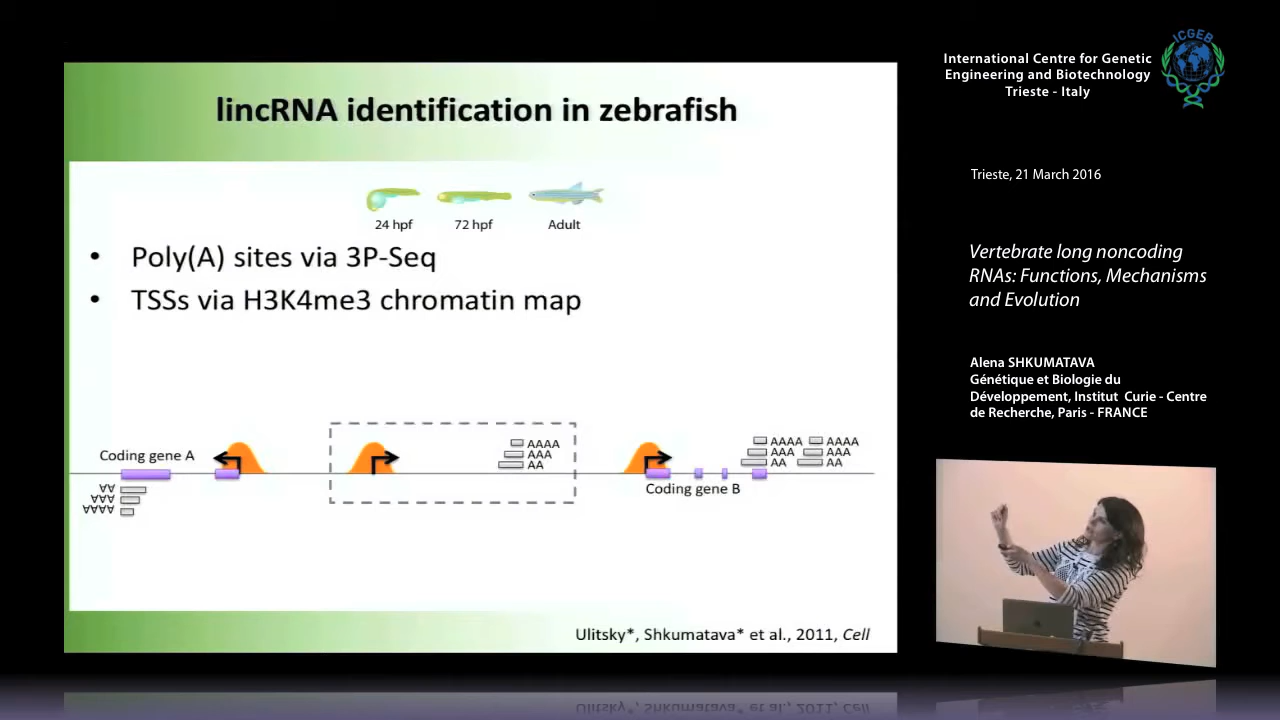 lincRNA identification in zebrafish
24 hpf
72 hpf
Adult
• Poly(A) sites via 3P-Seq
• TSSs via H3K4me3 chromatin map
Coding gene A
AAAA
AAA
AA
AA
AAA
AAAA
Coding gene B
AAAA
AAAA
AAA
AAA
AA
AA
Ulitsky*, Shkumatava* et al., 2011, Cell
ICGEB
International Centre for Genetic
Engineering and Biotechnology
Trieste - Italy
Trieste, 21 March 2016
Vertebrate long noncoding
RNAs: Functions, Mechanisms
and Evolution
Alena SHKUMATAVA
Génétique et Biologie du
Développement, Institut Curie - Centre
de Recherche, Paris - FRANCE